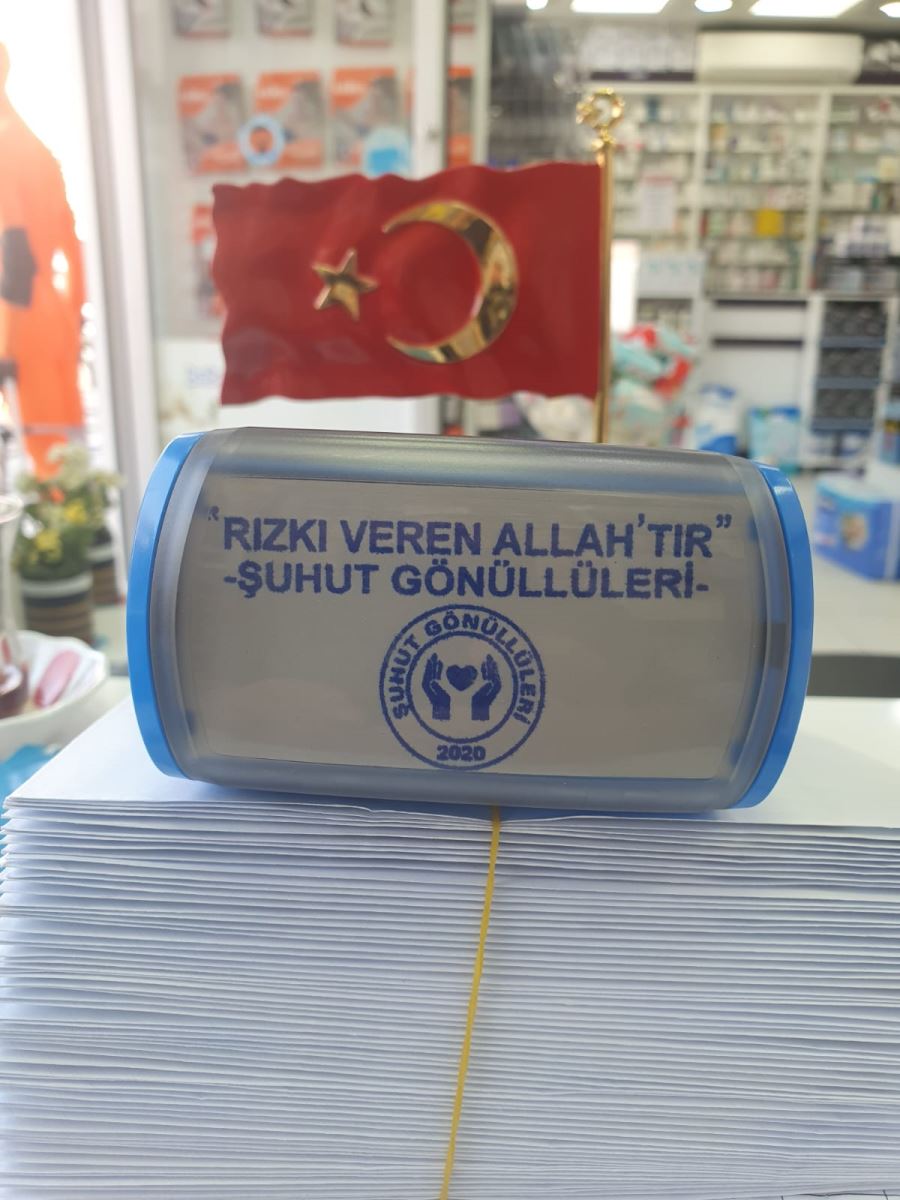 “RIZKI VEREN ALLAH’TIR”
-ŞUHUT GÖNÜLLÜLERİ-
ŞUHUT GÖNÜLLÜLERİ
2020